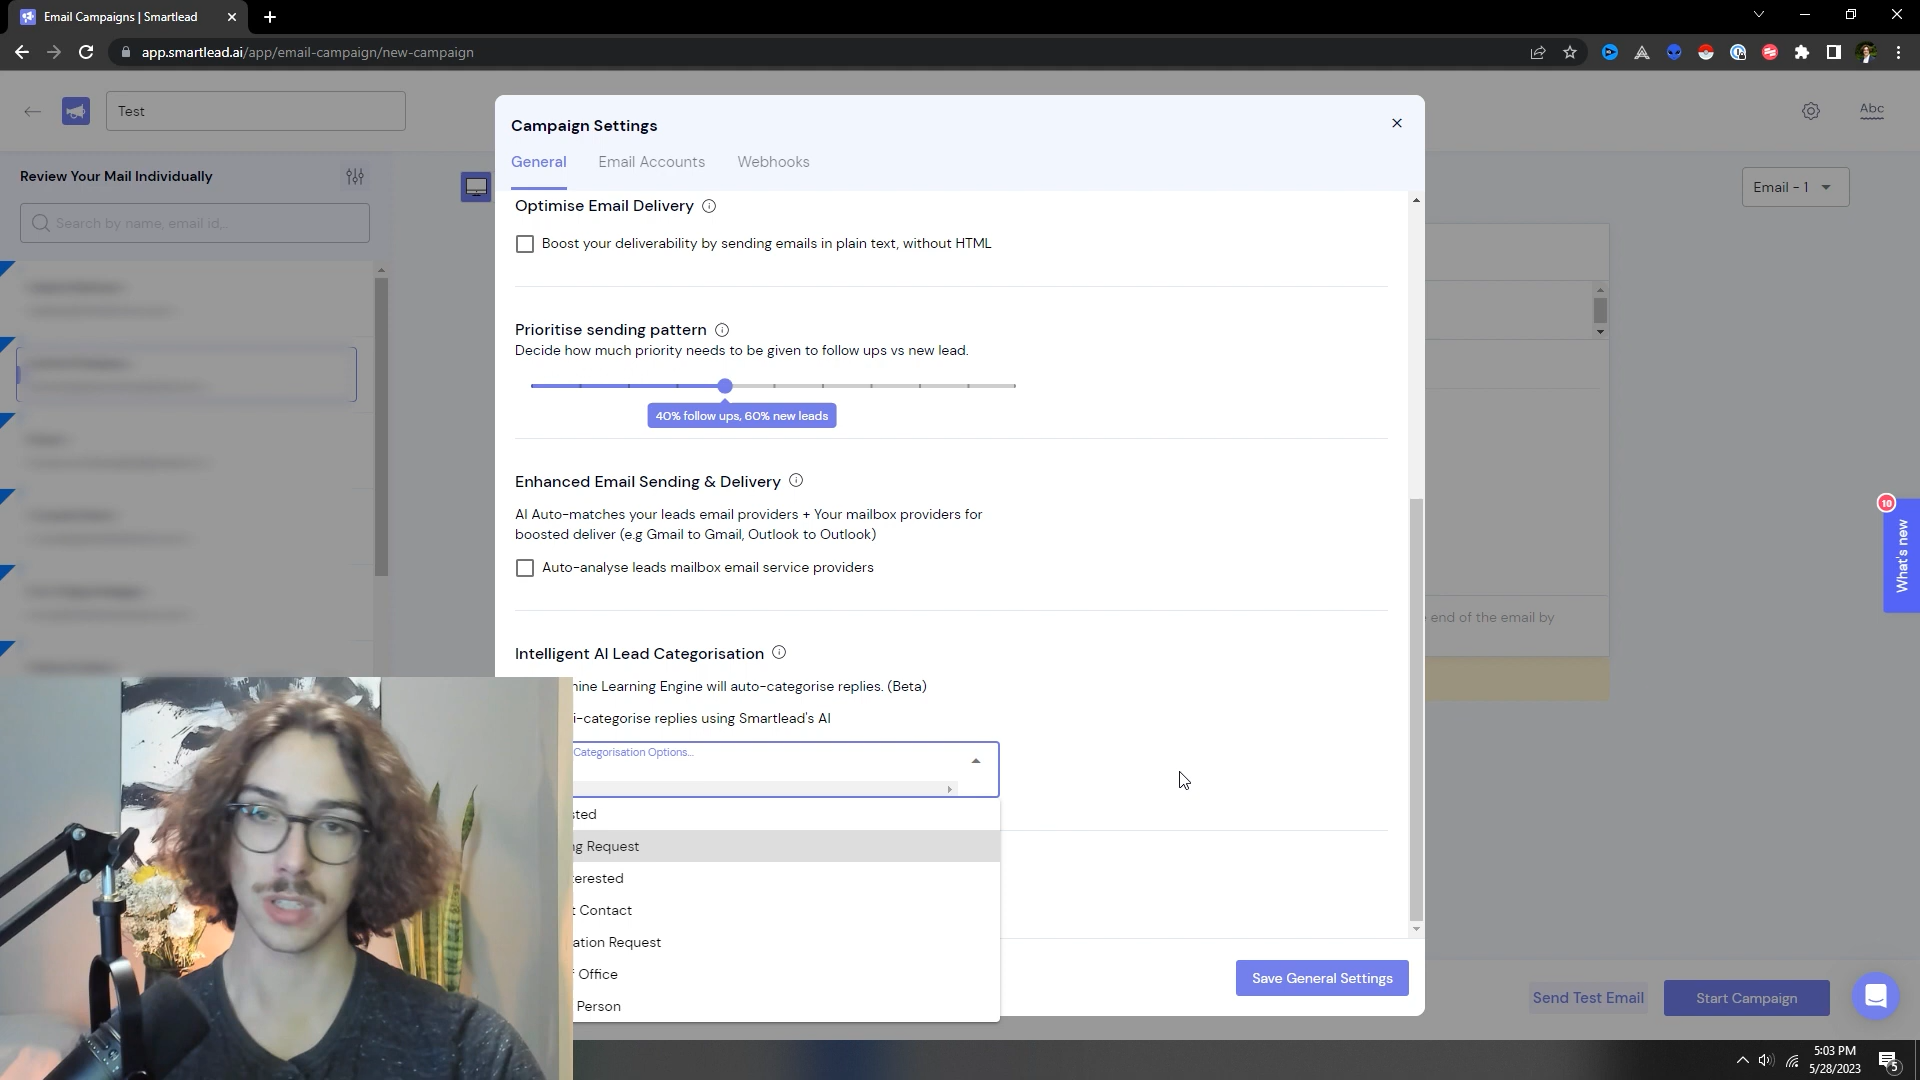 Email Campaigns | Smartlead
app.smartlead.ai/app/email-campaign/new-campaign
Test
Abc
Campaign Settings
General
Email Accounts
Webhooks
Review Your Mail Individually
Search by name, email id,..
Email - 1
Optimise Email Delivery
Boost your deliverability by sending emails in plain text, without HTML
Prioritise sending pattern
Decide how much priority needs to be given to follow ups vs new lead.
40% follow ups, 60% new leads
Enhanced Email Sending & Delivery
AI Auto-matches your leads email providers + Your mailbox providers for
boosted deliver (e.g Gmail to Gmail, Outlook to Outlook)
Auto-analyse leads mailbox email service providers
10
What's new
end of the email by
Intelligent AI Lead Categorisation
Learning Engine will auto-categorise replies. (Beta)
-categorise replies using Smartlead's AI
Categorisation Options...
Request
Contact
Request
Office
Person
Save General Settings
Send Test Email
Start Campaign
5:03 PM
5/28/2023
5